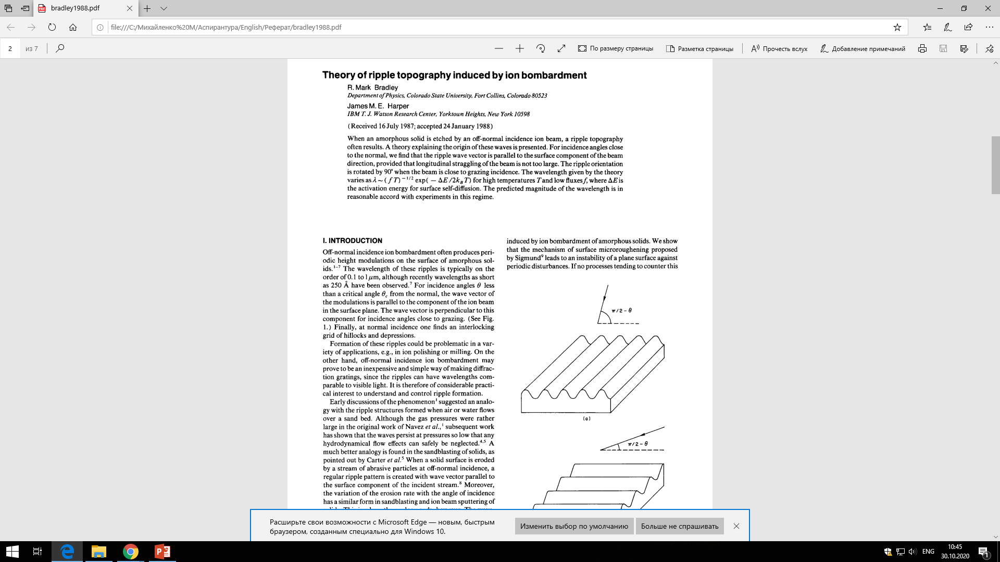 bradley1988.pdf
file:///C:/Михайленко%20М/Аспирантура/English/Реферат/bradley1988.pdf
2 из 7
По размеру страницы
Разметка страницы
Прочесть вслух
Добавление примечаний
Theory of ripple topography induced by ion bombardment
R. Mark Bradley
Department of Physics, Colorado State University, Fort Collins, Colorado 80523
James M. E. Harper
IBM T. J. Watson Research Center, Yorktown Heights, New York 10598
(Received 16 July 1987; accepted 24 January 1988)
When an amorphous solid is etched by an off-normal incidence ion beam, a ripple topography
often results. A theory explaining the origin of these waves is presented. For incidence angles close
to the normal, we find that the ripple wave vector is parallel to the surface component of the beam
direction, provided that longitudinal straggling of the beam is not too large. The ripple orientation
is rotated by 90° when the beam is close to grazing incidence. The wavelength given by the theory
varies as λ ~ (f T)⁻¹/² exp( − ΔE/2k_B T) for high temperatures T and low fluxes f, where ΔE is
the activation energy for surface self-diffusion. The predicted magnitude of the wavelength is in
reasonable accord with experiments in this regime.
I. INTRODUCTION
Off-normal incidence ion bombardment often produces peri-
odic height modulations on the surface of amorphous sol-
ids.¹⁻⁷ The wavelength of these ripples is typically on the
order of 0.1 to 1 μm, although recently wavelengths as short
as 250 Å have been observed.⁷ For incidence angles θ less
than a critical angle θ_c from the normal, the wave vector of
the modulations is parallel to the component of the ion beam
in the surface plane. The wave vector is perpendicular to this
component for incidence angles close to grazing. (See Fig.
1.) Finally, at normal incidence one finds an interlocking
grid of hillocks and depressions.
Formation of these ripples could be problematic in a var-
iety of applications, e.g., in ion polishing or milling. On the
other hand, off-normal incidence ion bombardment may
prove to be an inexpensive and simple way of making diffrac-
tion gratings, since the ripples can have wavelengths com-
parable to visible light. It is therefore of considerable practi-
cal interest to understand and control ripple formation.
Early discussions of the phenomenon¹ suggested an analo-
gy with the ripple structures formed when air or water flows
over a sand bed. Although the gas pressures were rather
large in the original work of Navez et al.,¹ subsequent work
has shown that the waves persist at pressures so low that any
hydrodynamical flow effects can safely be neglected.⁴,⁵ A
much better analogy is found in the sandblasting of solids, as
pointed out by Carter et al.⁵ When a solid surface is eroded
by a stream of abrasive particles at off-normal incidence, a
regular ripple pattern is created with wave vector parallel to
the surface component of the incident stream.⁸ Moreover,
the variation of the erosion rate with the angle of incidence
has a similar form in sandblasting and ion beam sputtering of
induced by ion bombardment of amorphous solids. We show
that the mechanism of surface microroughening proposed
by Sigmund⁹ leads to an instability of a plane surface against
periodic disturbances. If no processes tending to counter this
π/2 - θ
(a)
π/2 - θ
Расширьте свои возможности с Microsoft Edge — новым, быстрым
браузером, созданным специально для Windows 10.
Изменить выбор по умолчанию
Больше не спрашивать
ENG
10:45
30.10.2020
1